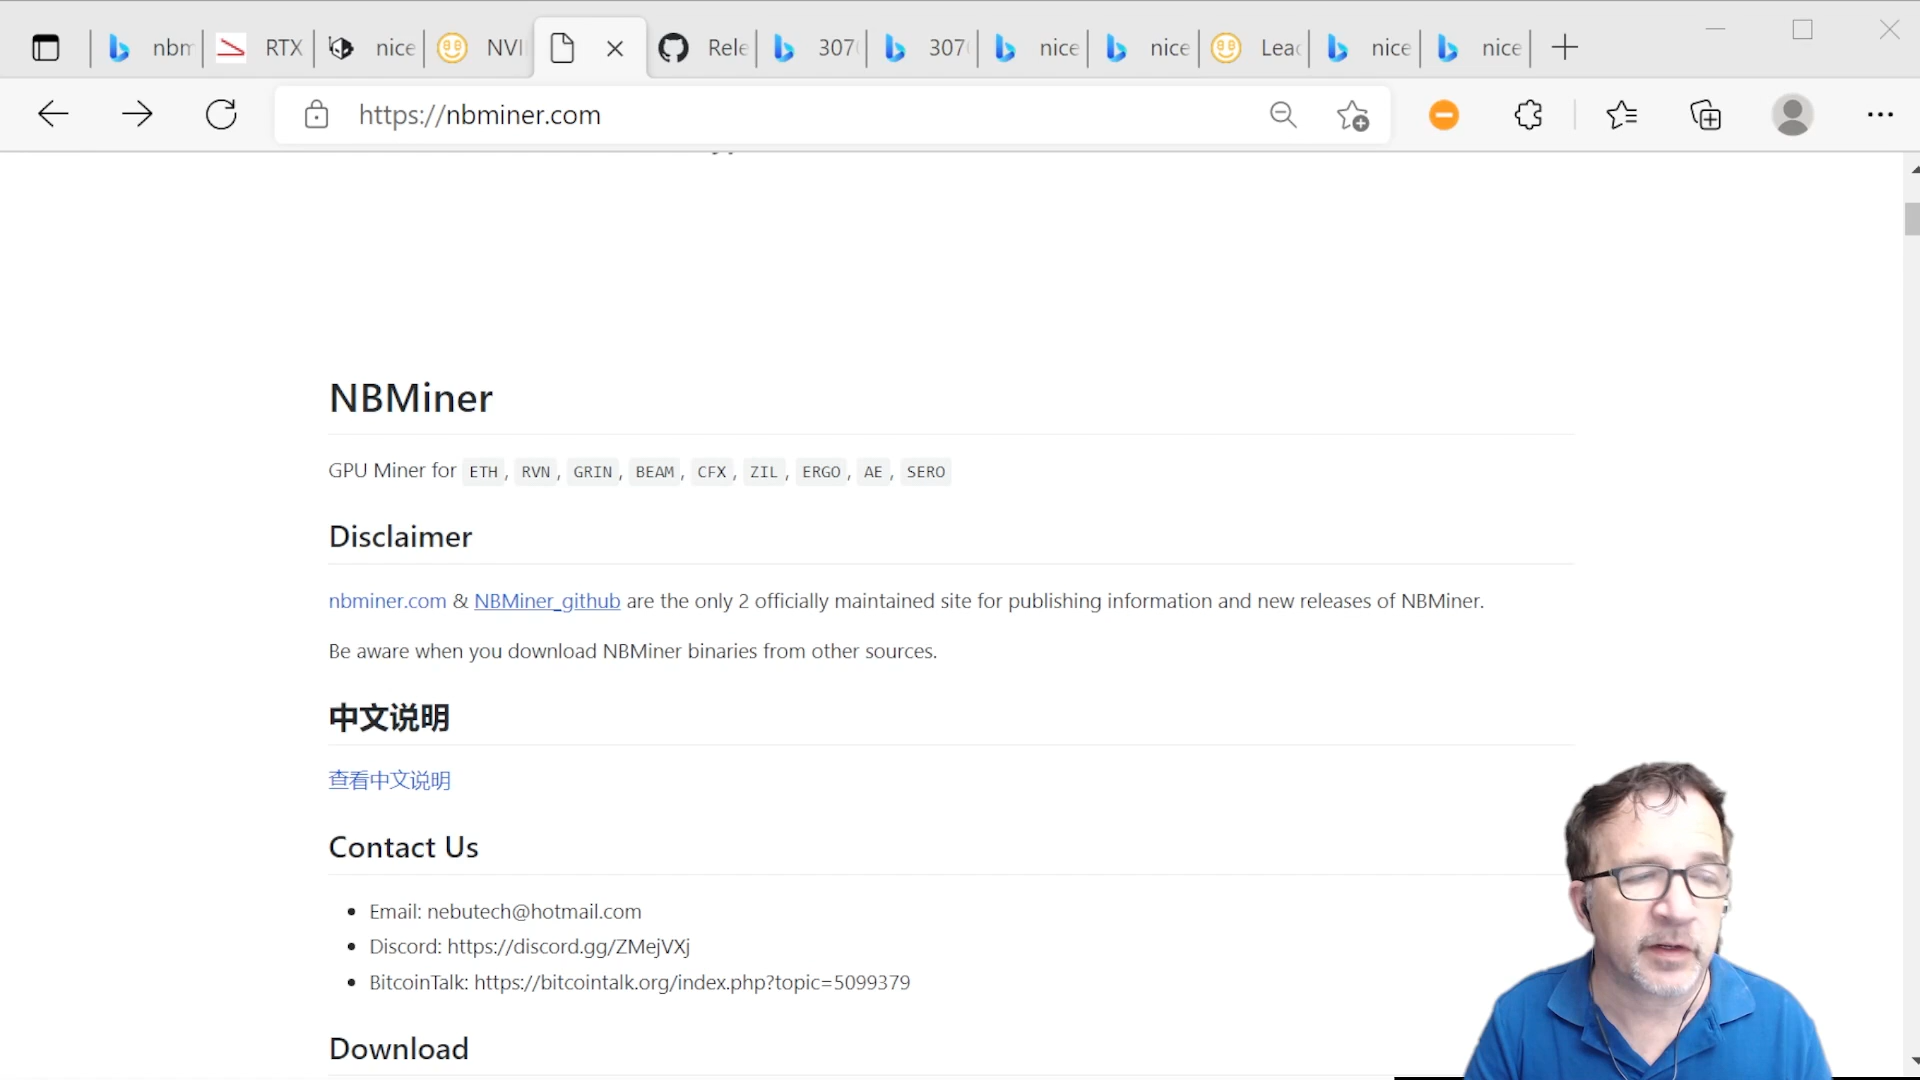 nbm RTX nice NVI Rele 307 307 nice nice Lea nice nice
https://nbminer.com
NBMiner
GPU Miner for ETH, RVN, GRIN, BEAM, CFX, ZIL, ERGO, AE, SERO
Disclaimer
nbminer.com & NBMiner_github are the only 2 officially maintained site for publishing information and new releases of NBMiner.
Be aware when you download NBMiner binaries from other sources.
中文说明
查看中文说明
Contact Us
Email: nebutech@hotmail.com
Discord: https://discord.gg/ZMejVXj
BitcoinTalk: https://bitcointalk.org/index.php?topic=5099379
Download